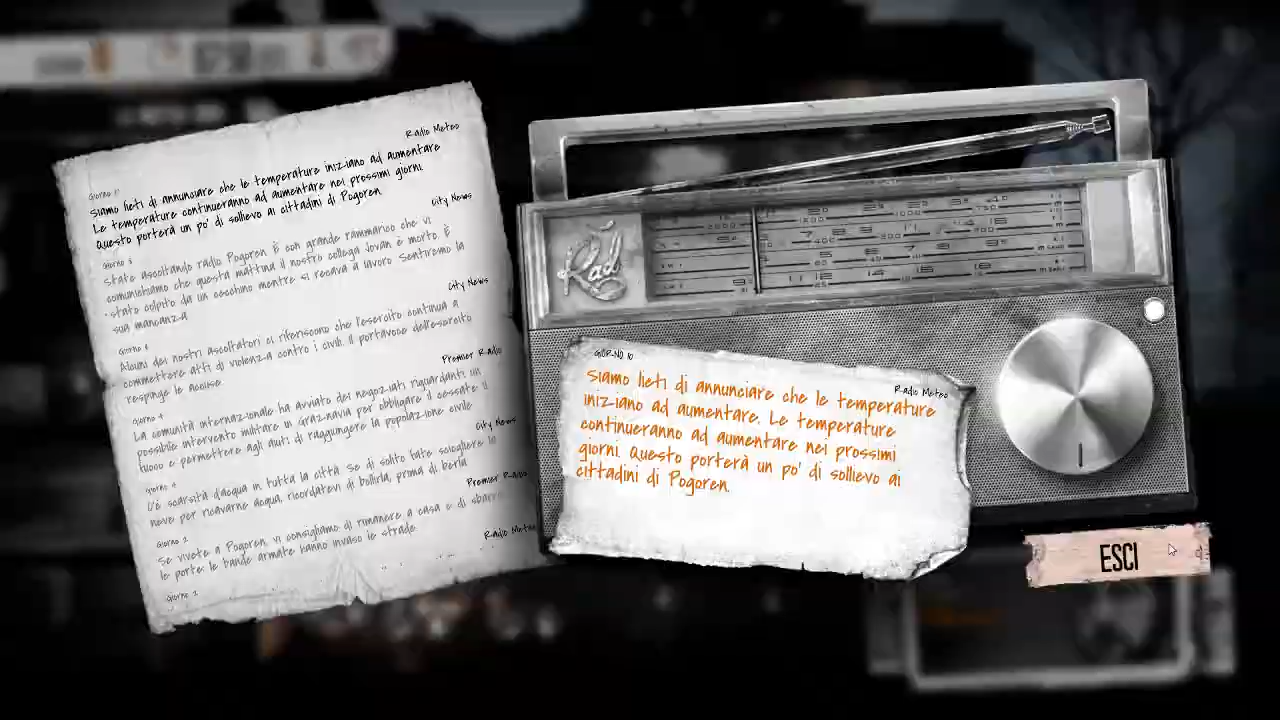 Radio Meteo
Giorno 10
Siamo lieti di annunciare che le temperature iniziano ad aumentare.
Le temperature continueranno ad aumentare nei prossimi giorni.
Questo porterà un po' di sollievo ai cittadini di Pogoren.
City News
Giorno
State ascoltando radio Pogoren. È con grande rammarico che vi
comunichiamo che questa mattina il nostro collega Jovan è morto. È
stato colpito da un cecchino mentre si recava a lavoro. Sentiremo la
sua mancanza.
City News
Giorno
Alcuni dei nostri ascoltatori ci riferiscono che l'esercito continua a
commettere atti di violenza contro i civili. Il portavoce dell'esercito
respinge le accuse.
Premier Radio
Giorno 4
La comunità internazionale ha avviato dei negoziati riguardanti un
possibile intervento militare in Graznavia per obbligare il cessate il
fuoco e permettere agli aiuti di raggiungere la popolazione civile.
City News
Giorno
C'è scarsità d'acqua in tutta la città. Se di solito fate sciogliere la
neve per ricavarne acqua, ricordatevi di bollirla, prima di berla.
Premier Radio
Giorno 2
Se vivete a Pogoren, vi consigliamo di rimanere a casa e di sbarrare
le porte: le bande armate hanno invaso le strade.
Radio Meteo
Giorno 2
Rad
GIORNO 10
Radio Meteo
Siamo lieti di annunciare che le temperature
iniziano ad aumentare. Le temperature
continueranno ad aumentare nei prossimi
giorni. Questo porterà un po' di sollievo ai
cittadini di Pogoren.
ESCI